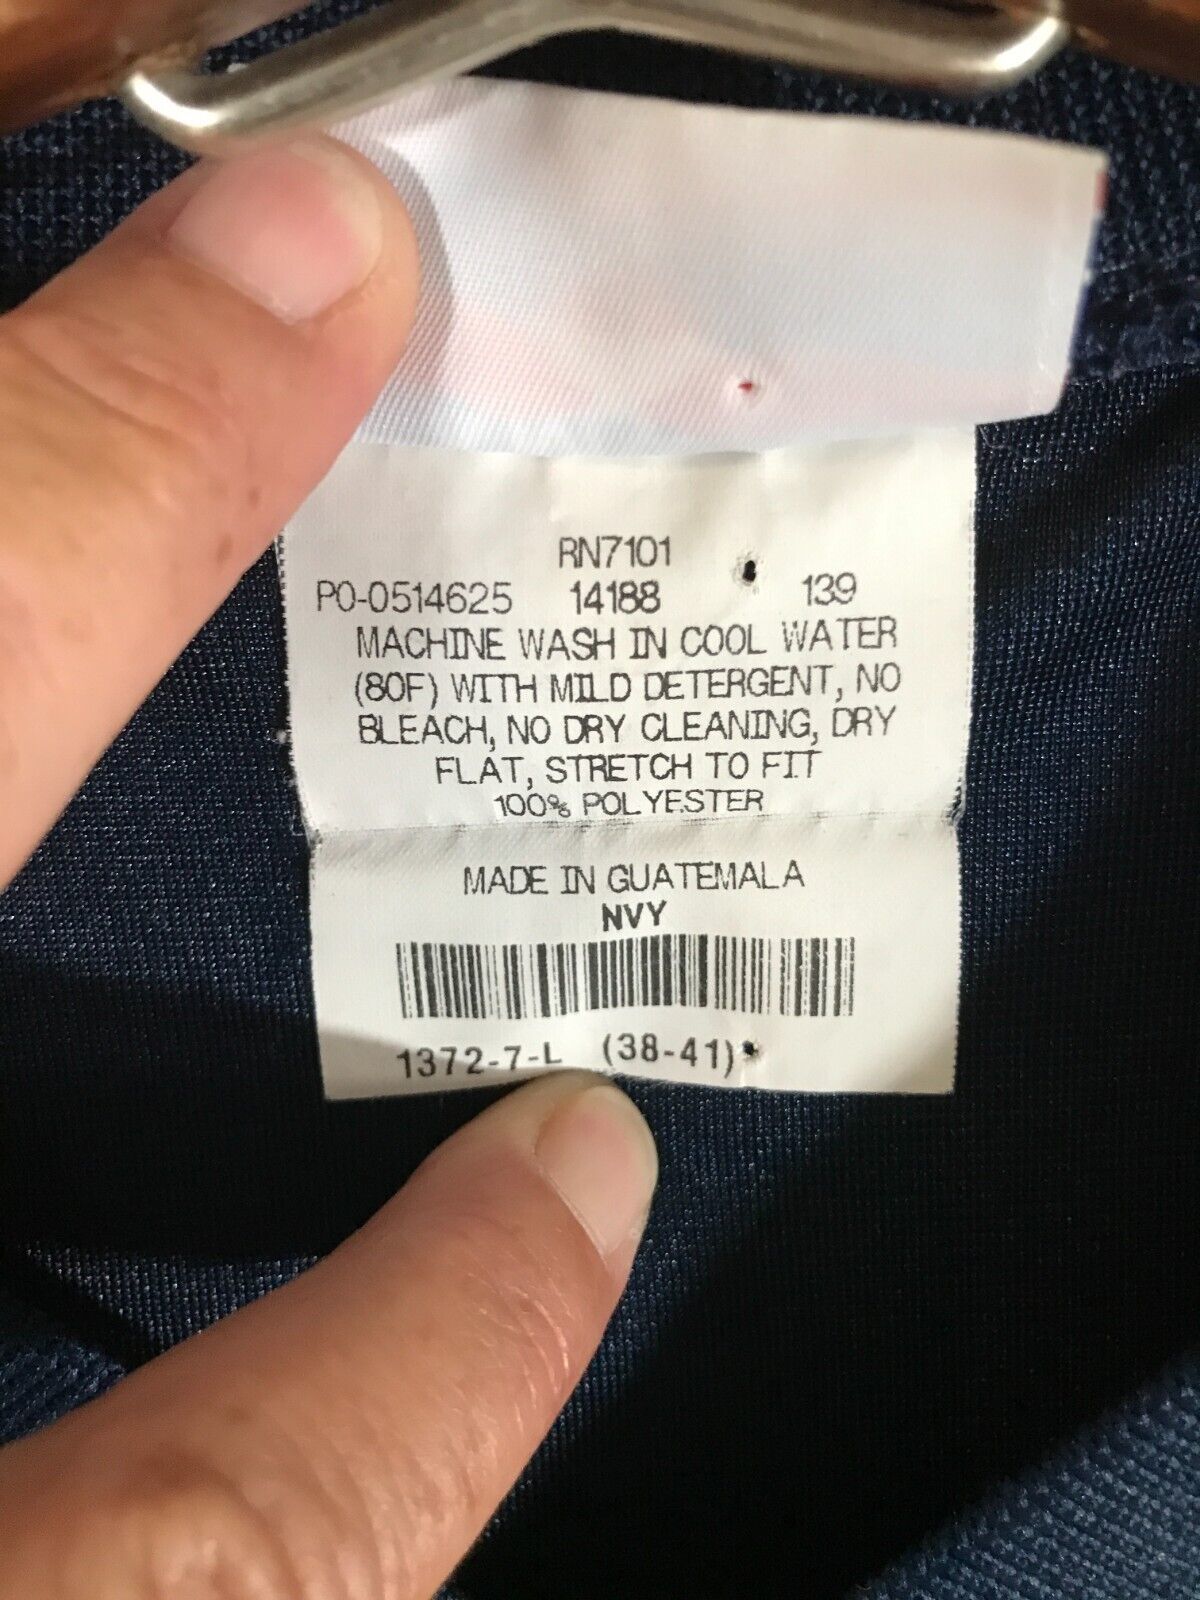 RN7101
PO-0514625 14188 139
MACHINE WASH IN COOL WATER
(80F) WITH MILD DETERGENT, NO
BLEACH, NO DRY CLEANING, DRY
FLAT, STRETCH TO FIT
100% POLYESTER
MADE IN GUATEMALA
NVY
1372-7-L (38-41)